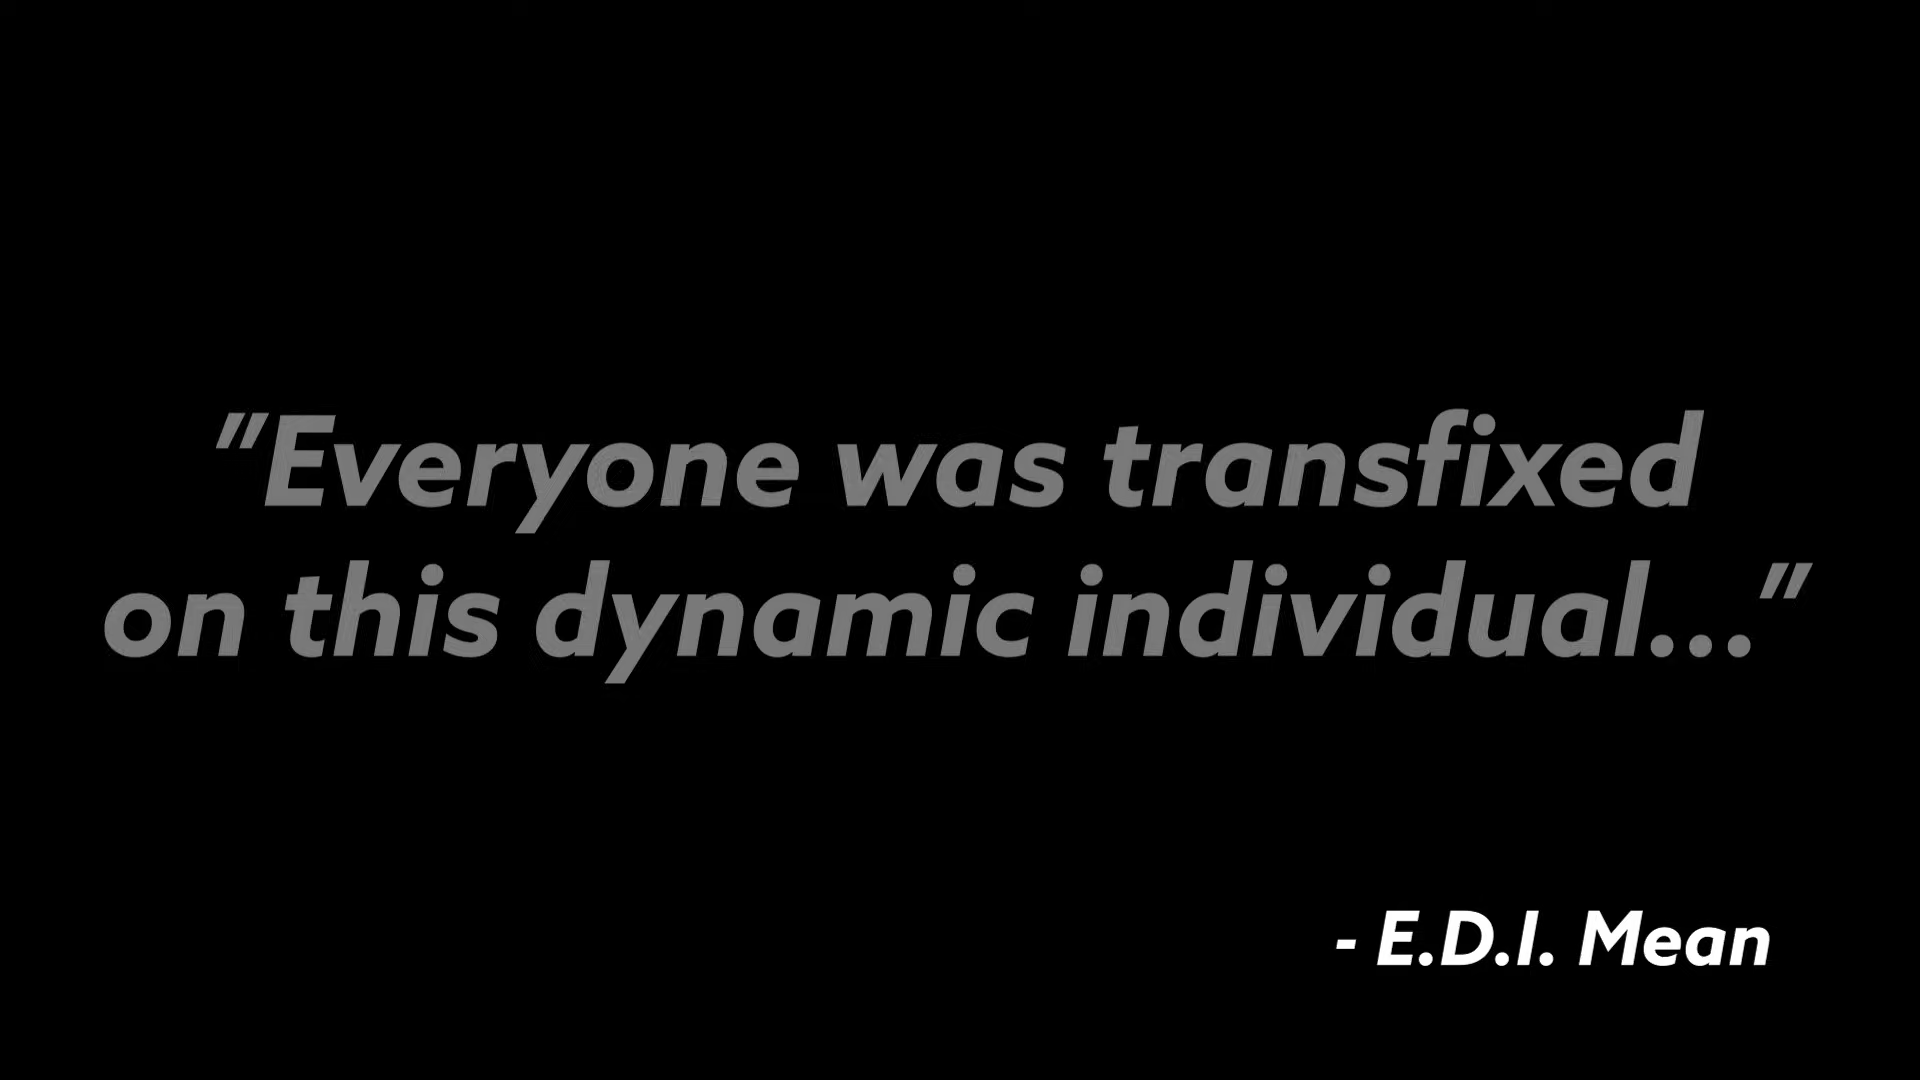 "Everyone was transfixed
on this dynamic individual..."
- E.D.I. Mean